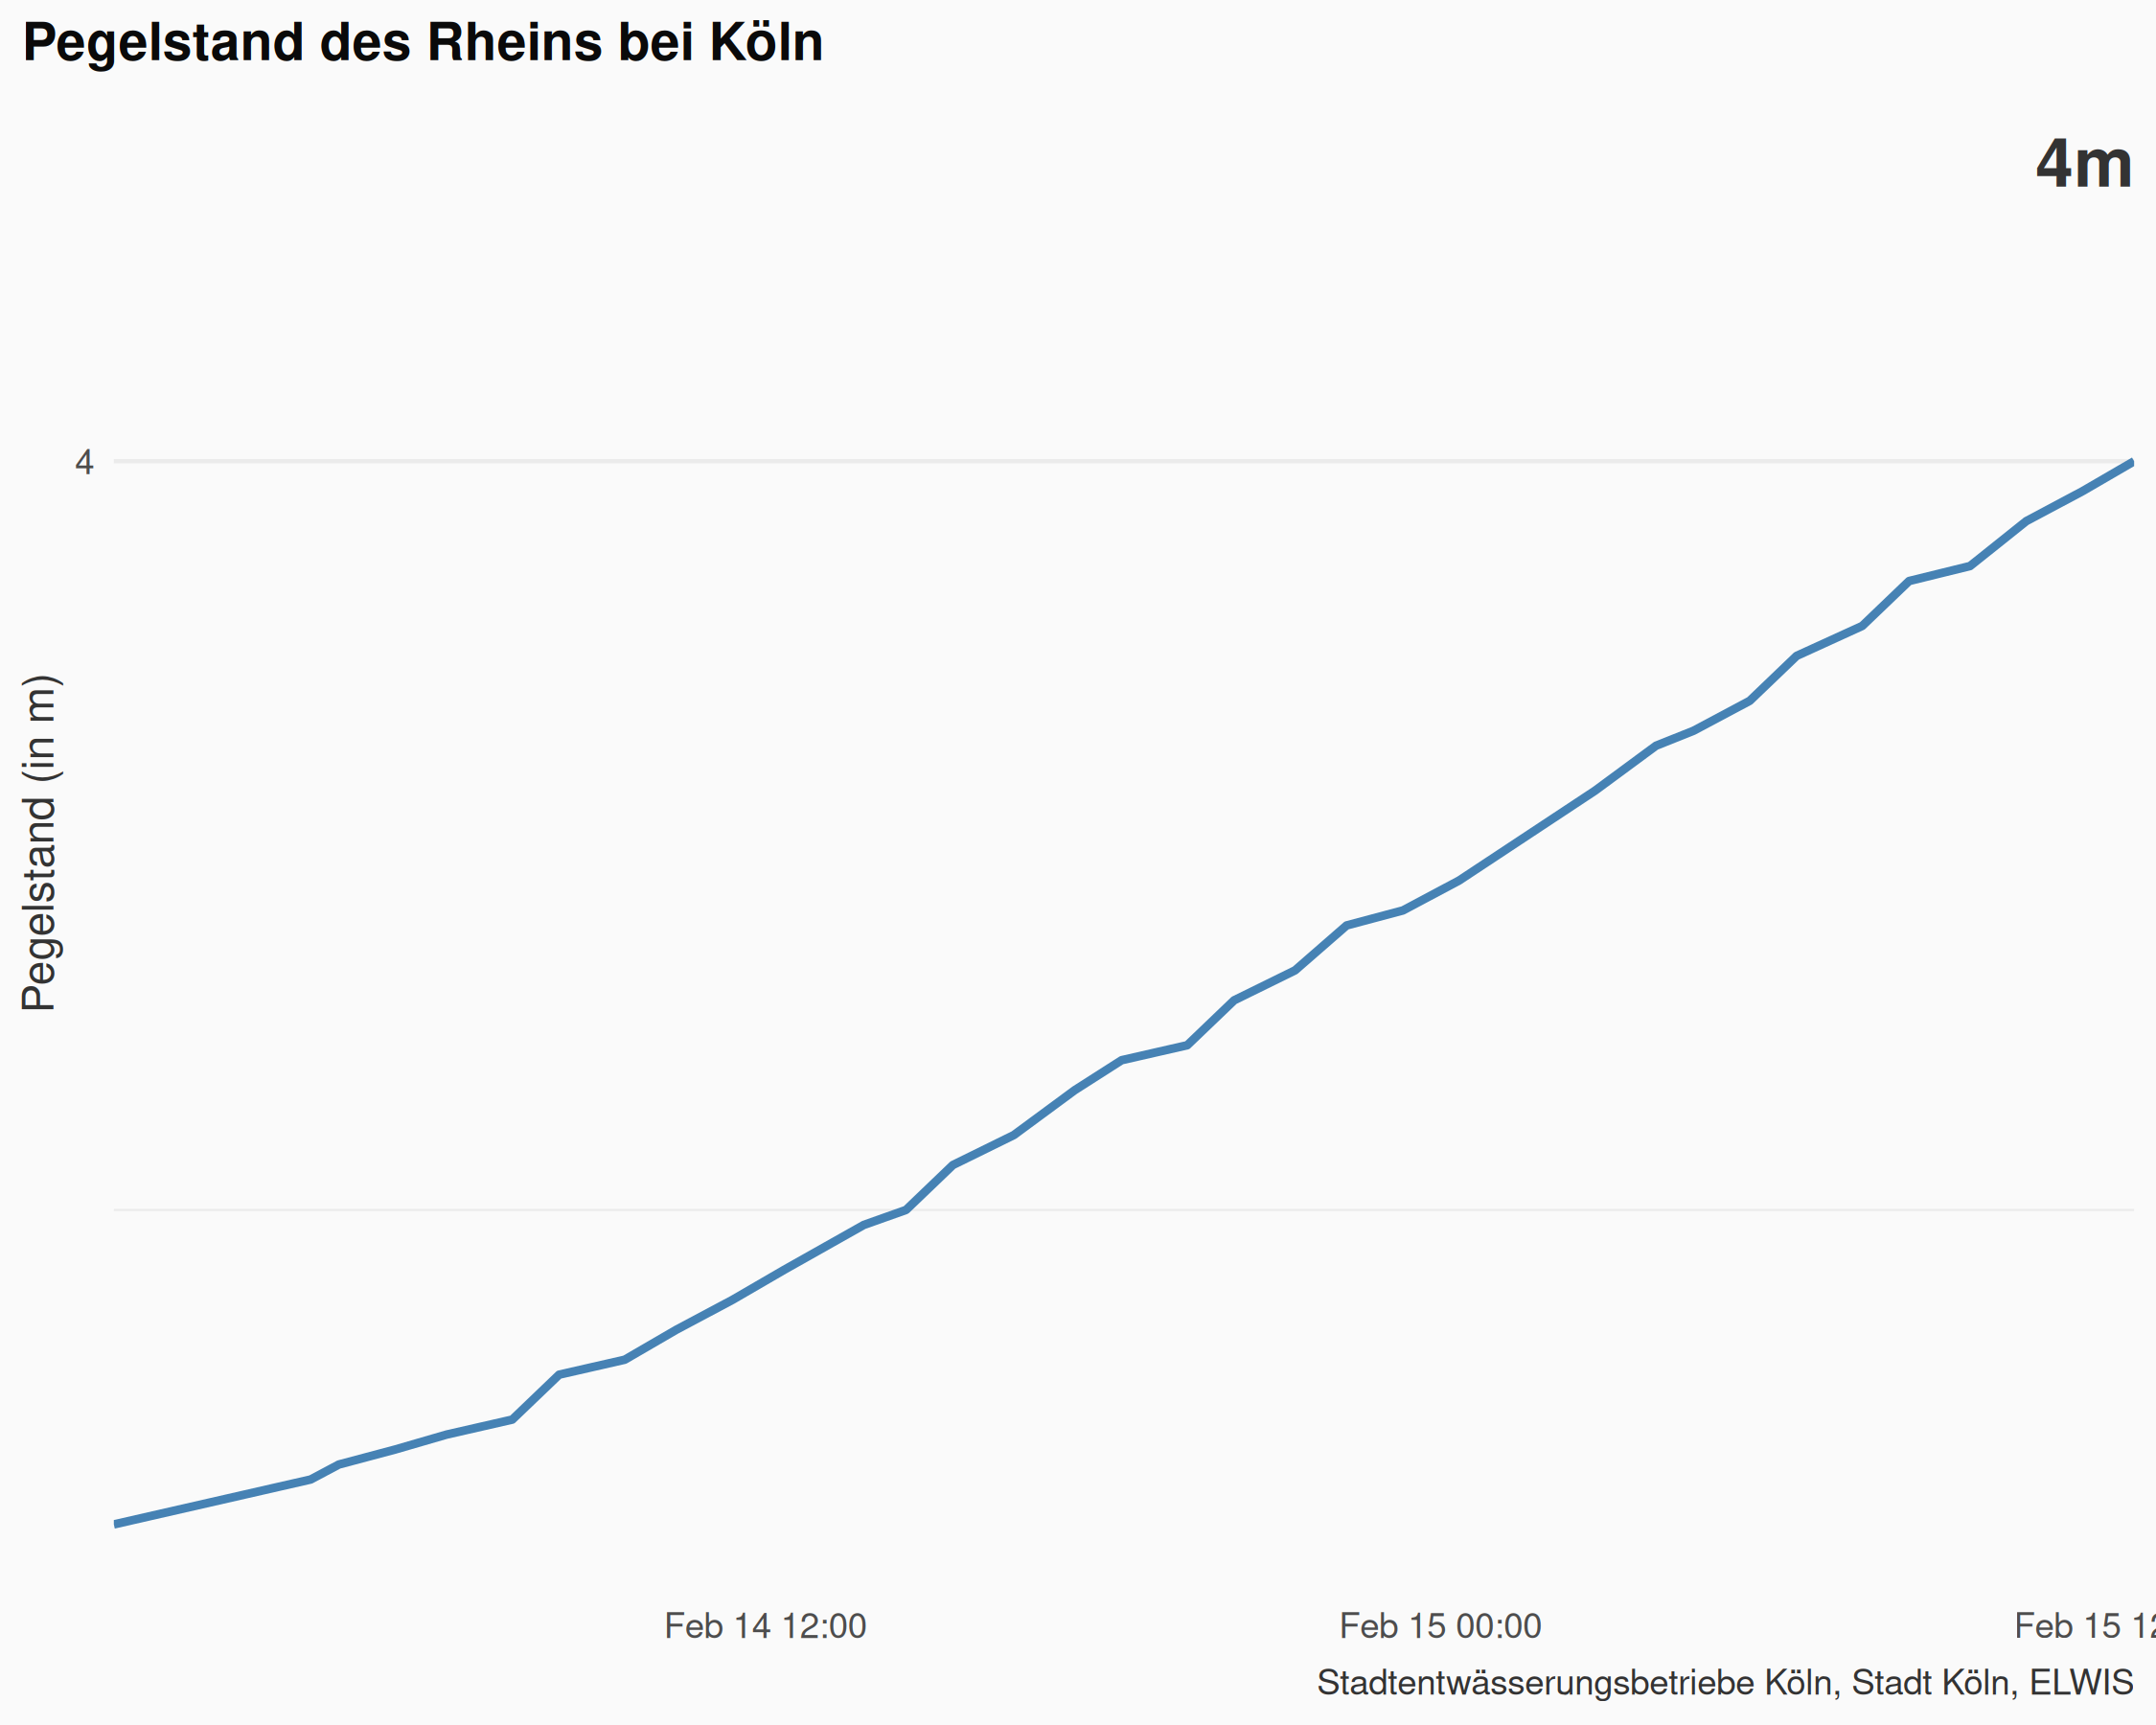 Pegelstand des Rheins bei Köln
4m
4
Pegelstand (in m)
Feb 14 12:00
Feb 15 00:00
Feb 15 12
Stadtentwässerungsbetriebe Köln, Stadt Köln, ELWIS